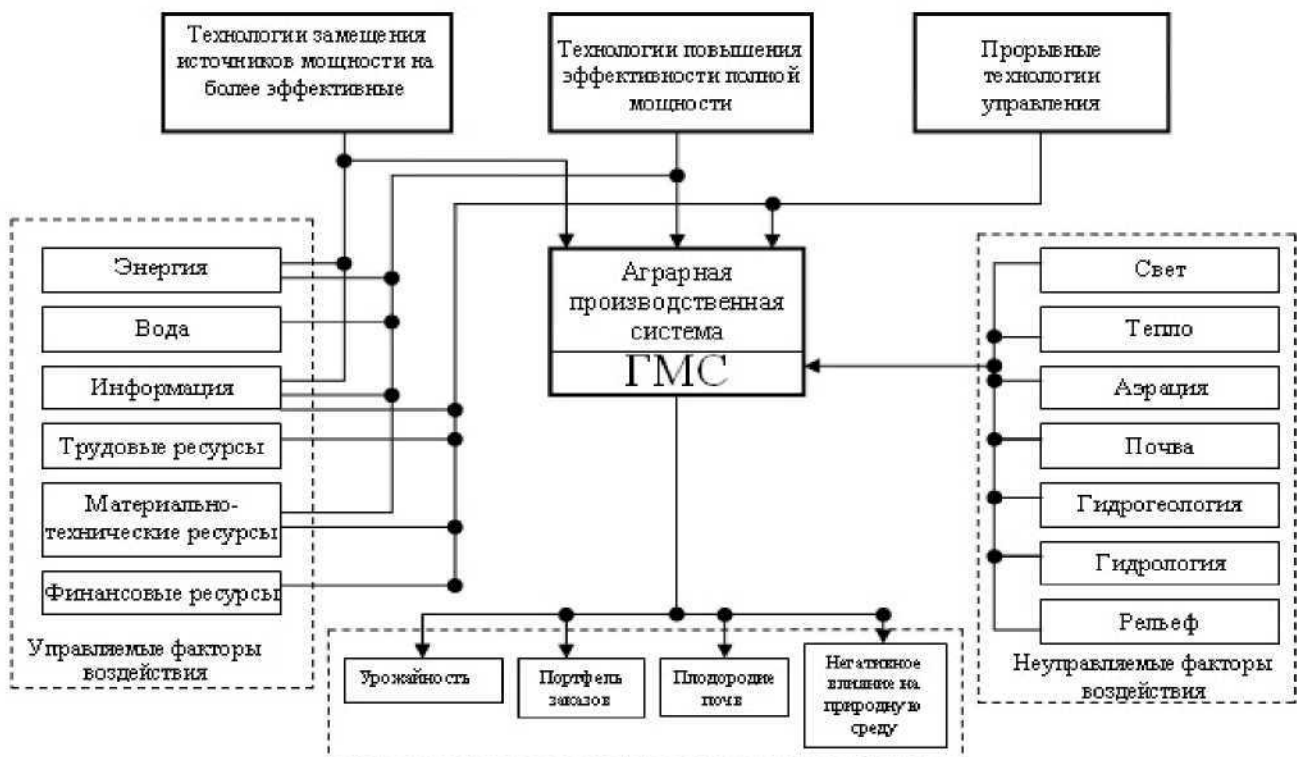 Технологии замещения
источников мощности на
более эффективные
Технологии повышения
эффективности полной
мощности
Прорывные
технологии
управления
Энергия
Вода
Информация
Трудовые ресурсы
Материально-
технические ресурсы
Финансовые ресурсы
Управляемые факторы
воздействия
Аграрная
производственная
система
ГМС
Свет
Тепло
Аэрация
Почва
Гидрогеология
Гидрология
Рельеф
Неуправляемые факторы
воздействия
Урожайность
Портфель
заказов
Плодородие
почв
Негативное
влияние на
природную
среду